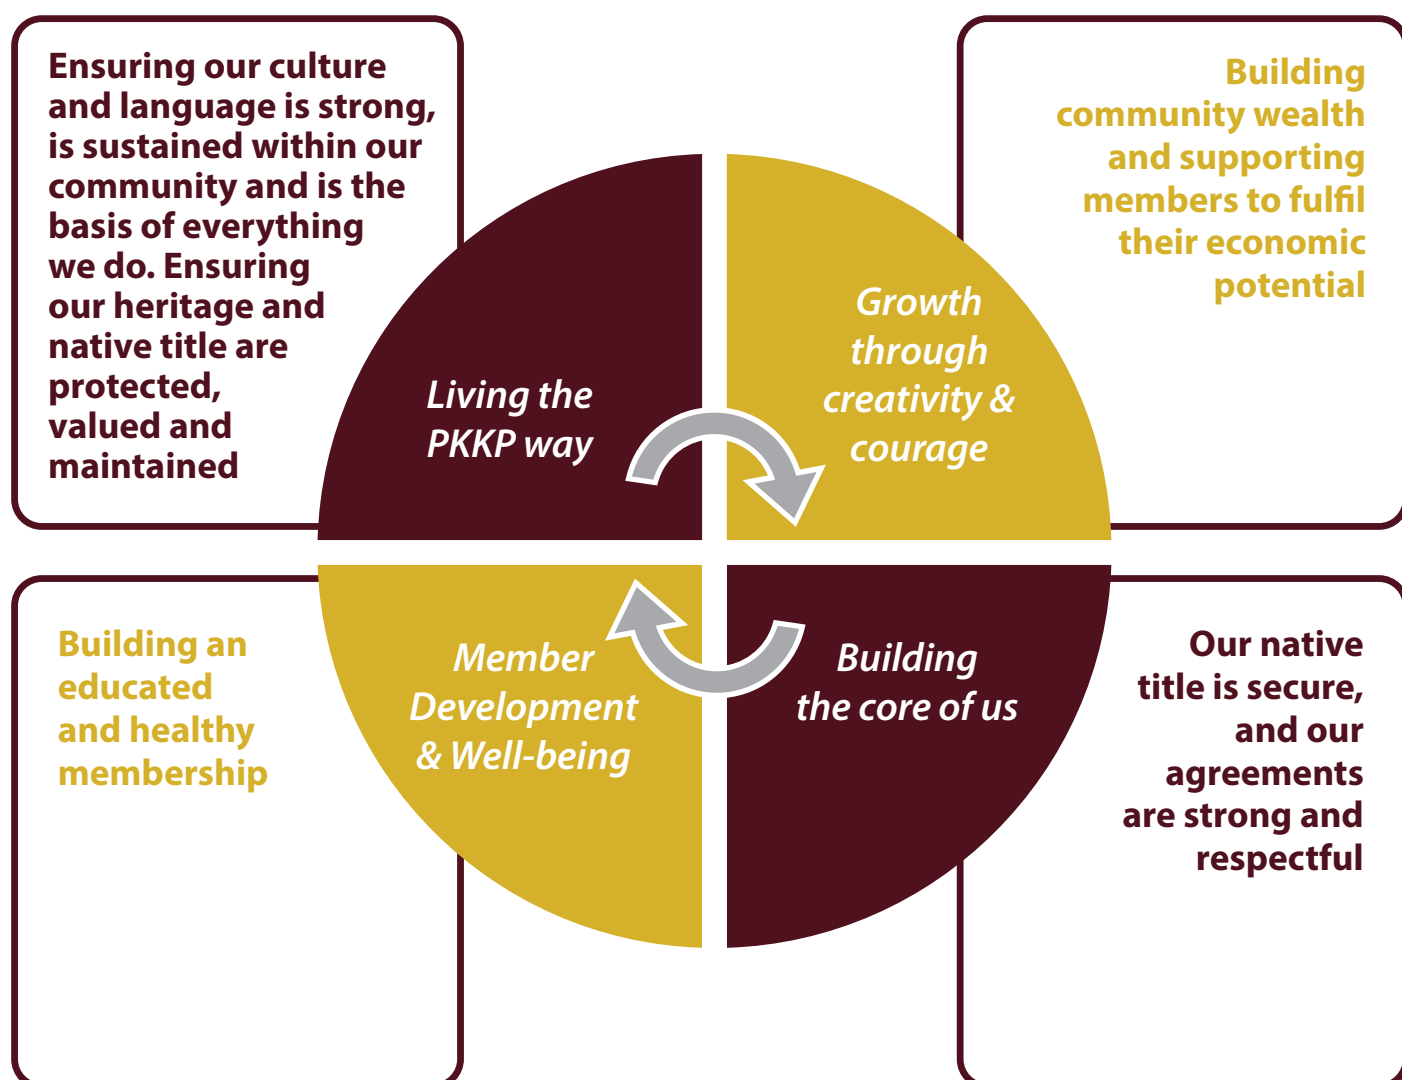 Ensuring our culture
and language is strong,
is sustained within our
community and is the
basis of everything
we do. Ensuring
our heritage and
native title are
protected,
valued and
maintained
Living the
PKKP way
Building
community wealth
and supporting
members to fulfil
their economic
potential
Growth
through
creativity &
courage
Building an
educated
and healthy
membership
Member
Development
& Well-being
Building
the core of us
Our native
title is secure,
and our
agreements
are strong and
respectful